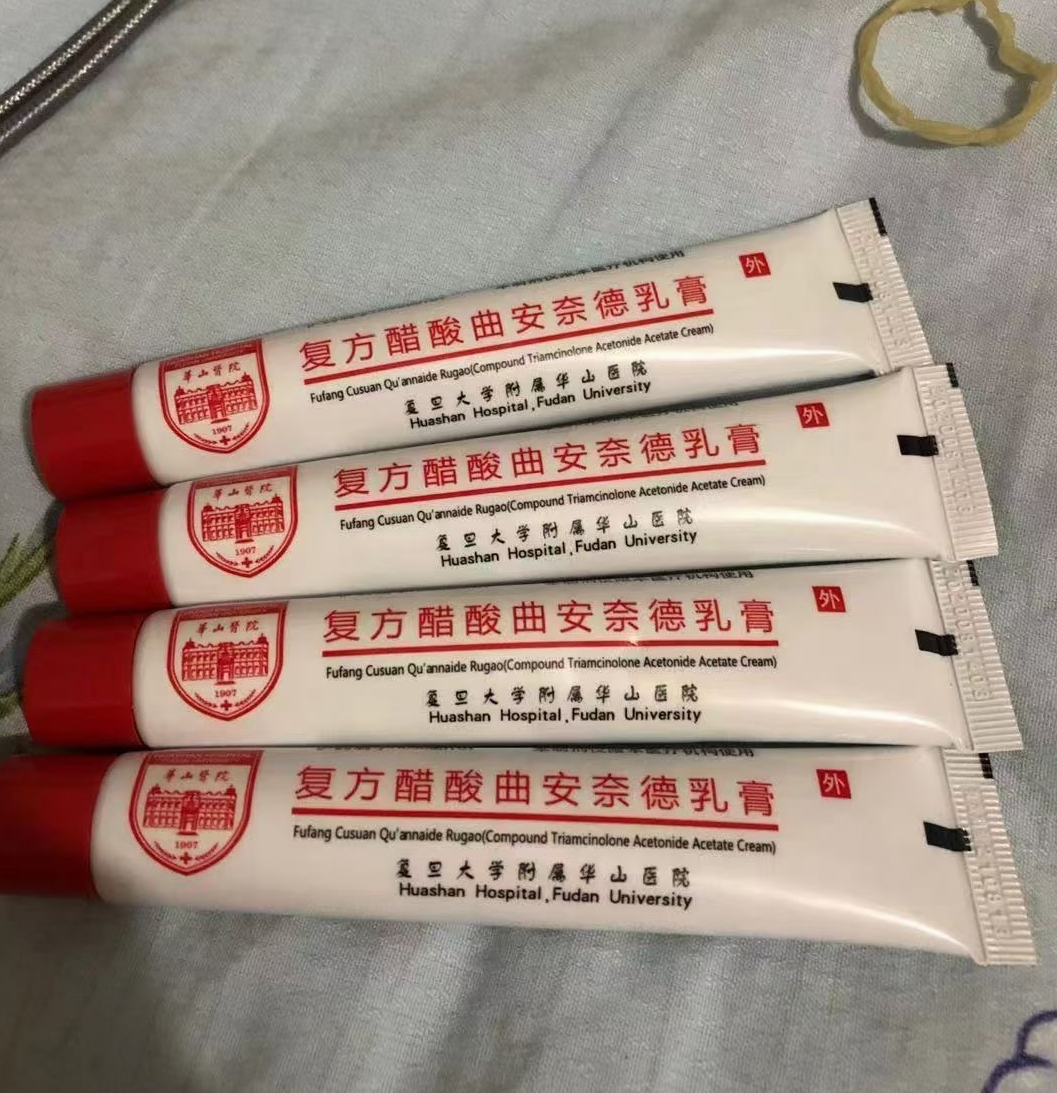 外
复方醋酸曲安奈德乳膏
Fufang Cusuan Qu'annaide Rugao(Compound Triamcinolone Acetonide Acetate Cream)
華山醫院
1907
复旦大学附属华山医院
Huashan Hospital,Fudan University
外
复方醋酸曲安奈德乳膏
Fufang Cusuan Qu'annaide Rugao(Compound Triamcinolone Acetonide Acetate Cream)
華山醫院
1907
复旦大学附属华山医院
Huashan Hospital,Fudan University
外
复方醋酸曲安奈德乳膏
Fufang Cusuan Qu'annaide Rugao(Compound Triamcinolone Acetonide Acetate Cream)
華山醫院
1907
复旦大学附属华山医院
Huashan Hospital,Fudan University
外
复方醋酸曲安奈德乳膏
Fufang Cusuan Qu'annaide Rugao(Compound Triamcinolone Acetonide Acetate Cream)
華山醫院
1907
复旦大学附属华山医院
Huashan Hospital,Fudan University